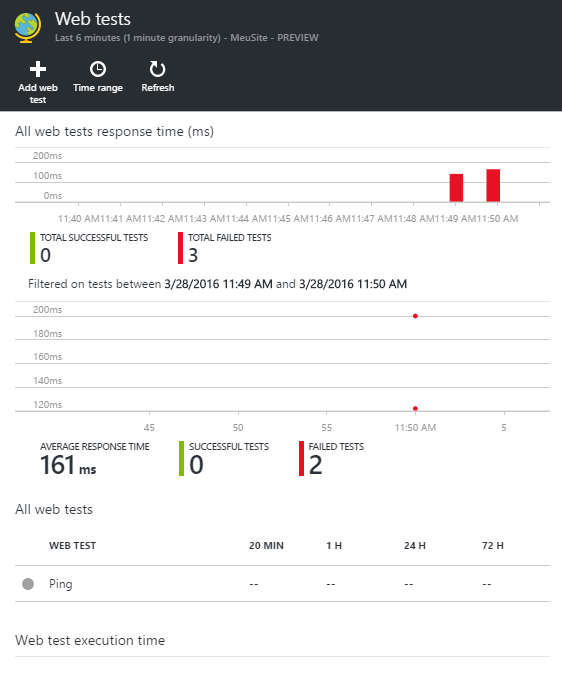 Web tests
Last 6 minutes (1 minute granularity) - MeuSite - PREVIEW
Add web test
Time range
Refresh
All web tests response time (ms)
200ms
100ms
0ms
11:40 AM 11:41 AM 11:42 AM 11:43 AM 11:44 AM 11:45 AM 11:46 AM 11:47 AM 11:48 AM 11:49 AM 11:50 AM
TOTAL SUCCESSFUL TESTS
0
TOTAL FAILED TESTS
3
Filtered on tests between 3/28/2016 11:49 AM and 3/28/2016 11:50 AM
200ms
180ms
160ms
140ms
120ms
45 50 55 11:50 AM 5
AVERAGE RESPONSE TIME
161 ms
SUCCESSFUL TESTS
0
FAILED TESTS
2
All web tests
WEB TEST 20 MIN 1 H 24 H 72 H
Ping -- -- -- --
Web test execution time